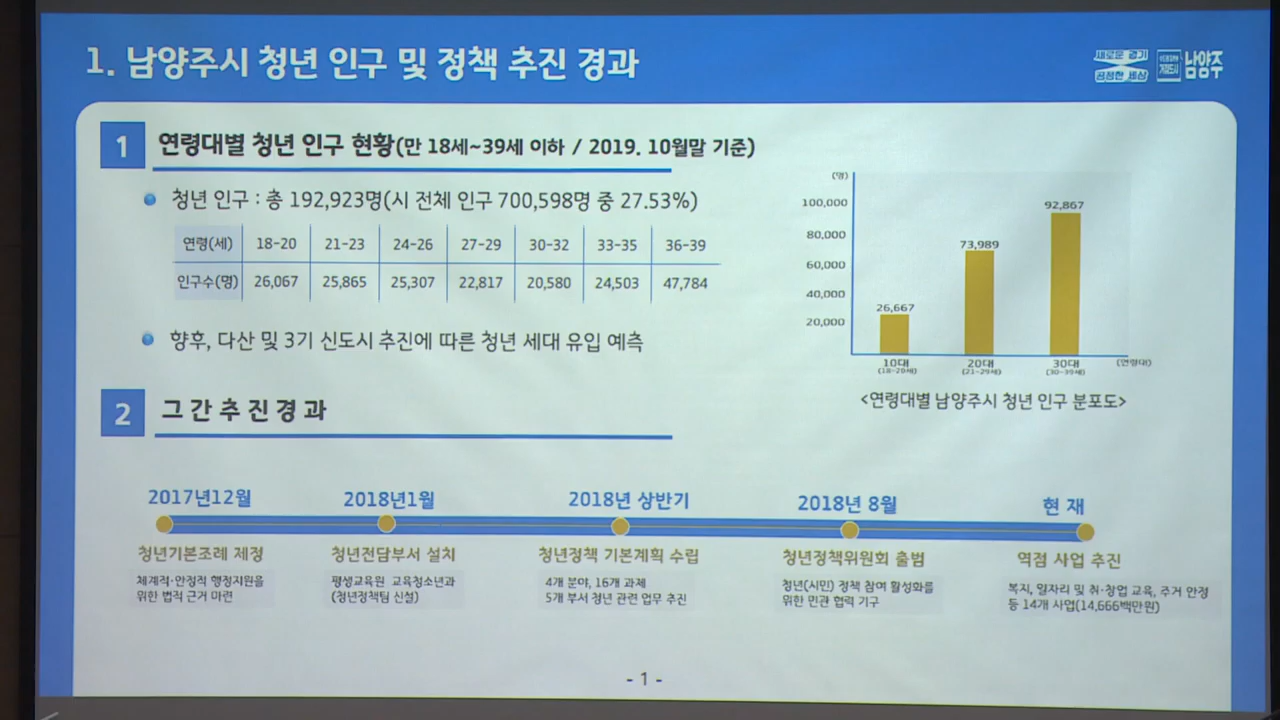 1. 남양주시 청년 인구 및 정책 추진 경과
새로운 경기
공정한 세상
남양주
1 연령대별 청년 인구 현황(만 18세~39세 이하 / 2019. 10월말 기준)
청년 인구 : 총 192,923명(시 전체 인구 700,598명 중 27.53%)
연령(세) 18-20 21-23 24-26 27-29 30-32 33-35 36-39
인구수(명) 26,067 25,865 25,307 22,817 20,580 24,503 47,784
향후, 다산 및 3기 신도시 추진에 따른 청년 세대 유입 예측
(명)
100,000
80,000
60,000
40,000
20,000
26,667
73,989
92,867
10대 20대 30대 (연령대)
(18~20세) (21~29세) (30~39세)
<연령대별 남양주시 청년 인구 분포도>
2 그 간 추 진 경 과
2017년12월
청년기본조례 제정
체계적·안정적 행정지원을
위한 법적 근거 마련
2018년1월
청년전담부서 설치
평생교육원 교육청소년과
(청년정책팀 신설)
2018년 상반기
청년정책 기본계획 수립
4개 분야, 16개 과제
5개 부서 청년 관련 업무 추진
2018년 8월
청년정책위원회 출범
청년(시민) 정책 참여 활성화를
위한 민관 협력 기구
현 재
역점 사업 추진
복지, 일자리 및 취·창업 교육, 주거 안정
등 14개 사업(14,666백만원)
- 1 -